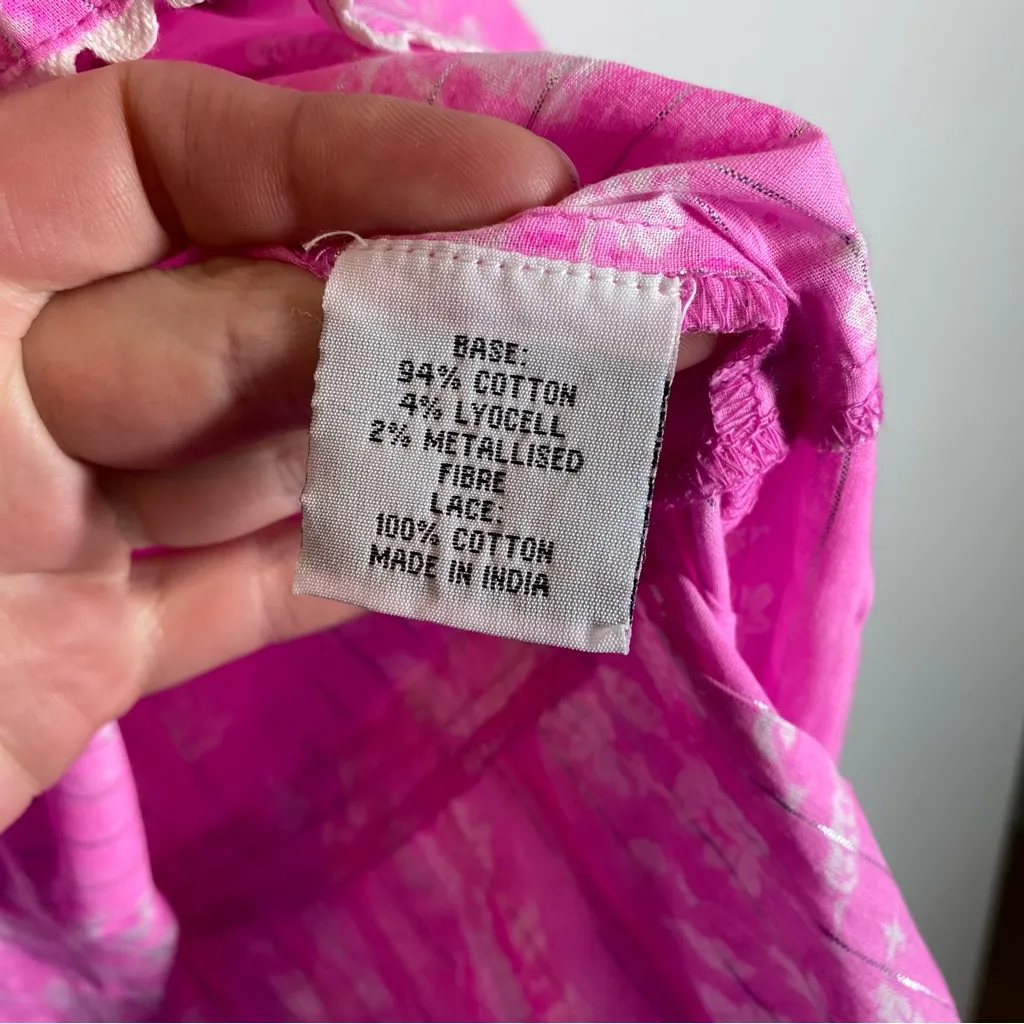 BASE:
94% COTTON
4% LYOCELL
2% METALLISED
FIBRE
LACE:
100% COTTON
MADE IN INDIA